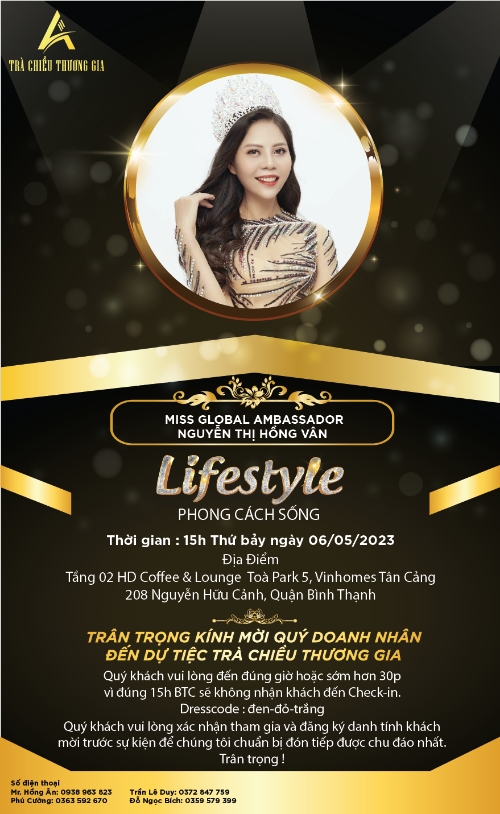 TRÀ CHIỀU THƯƠNG GIA
MISS GLOBAL AMBASSADOR
NGUYỄN THỊ HỒNG VÂN
Lifestyle
PHONG CÁCH SỐNG
Thời gian : 15h Thứ bảy ngày 06/05/2023
Địa Điểm
Tầng 02 HD Coffee & Lounge Toà Park 5, Vinhomes Tân Cảng
208 Nguyễn Hữu Cảnh, Quận Bình Thạnh
TRÂN TRỌNG KÍNH MỜI QUÝ DOANH NHÂN
ĐẾN DỰ TIỆC TRÀ CHIỀU THƯƠNG GIA
Quý khách vui lòng đến đúng giờ hoặc sớm hơn 30p
vì đúng 15h BTC sẽ không nhận khách đến Check-in.
Dresscode : đen-đỏ-trắng
Quý khách vui lòng xác nhận tham gia và đăng ký danh tính khách
mời trước sự kiện để chúng tôi chuẩn bị đón tiếp được chu đáo nhất.
Trân trọng !
Số điện thoại
Mr. Hồng Ân: 0938 963 823 Trần Lê Duy: 0372 847 759
Phú Cường: 0363 592 670 Đỗ Ngọc Bích: 0359 579 399